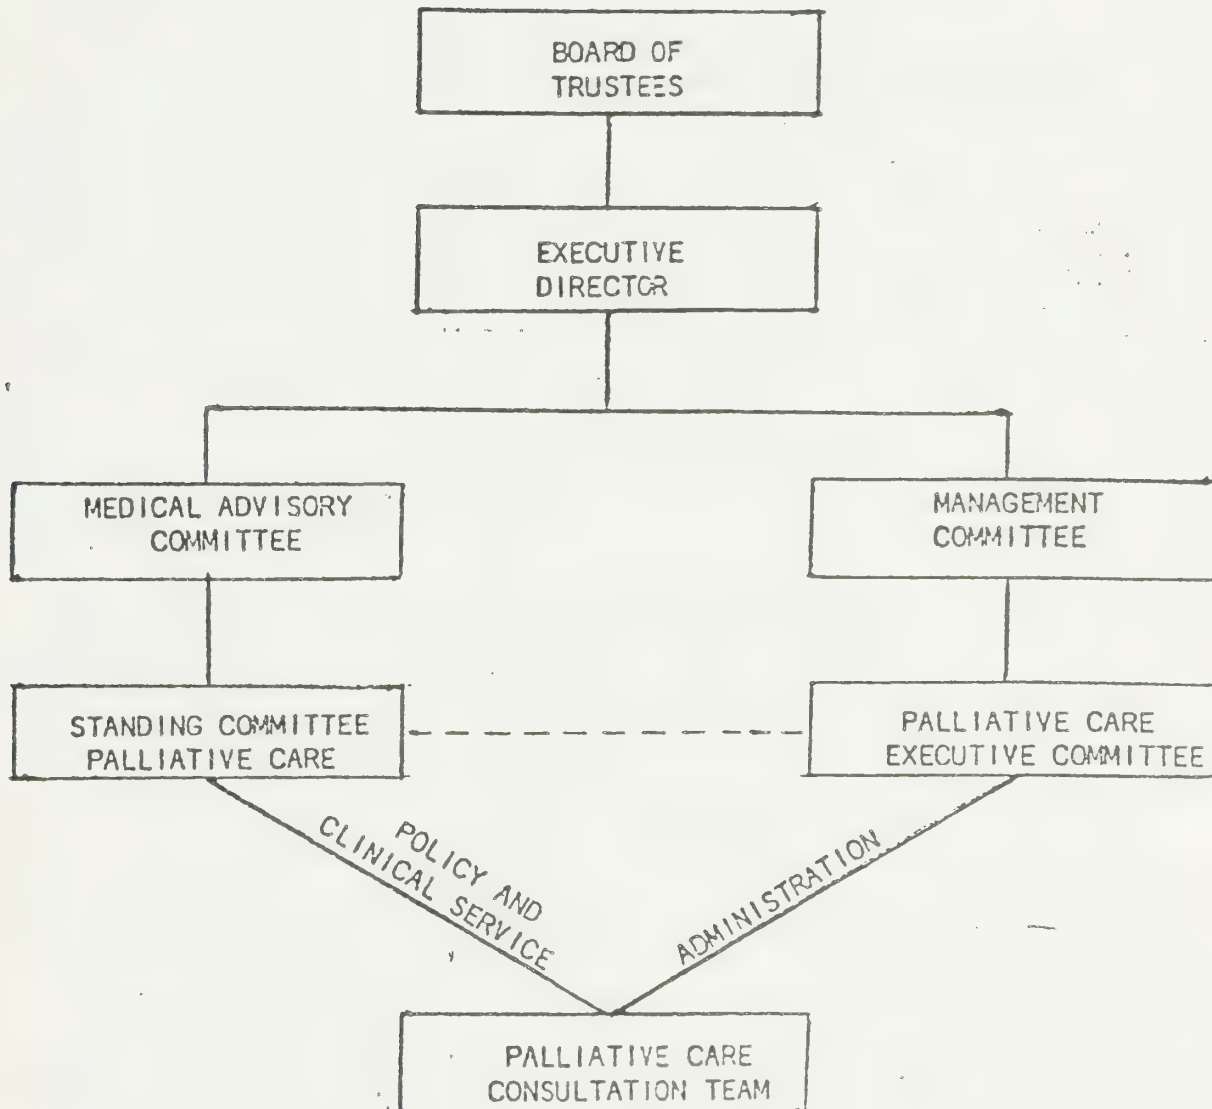 BOARD OF
TRUSTEES
EXECUTIVE
DIRECTOR
MEDICAL ADVISORY
COMMITTEE
MANAGEMENT
COMMITTEE
STANDING COMMITTEE
PALLIATIVE CARE
PALLIATIVE CARE
EXECUTIVE COMMITTEE
POLICY AND
CLINICAL SERVICE
ADMINISTRATION
PALLIATIVE CARE
CONSULTATION TEAM